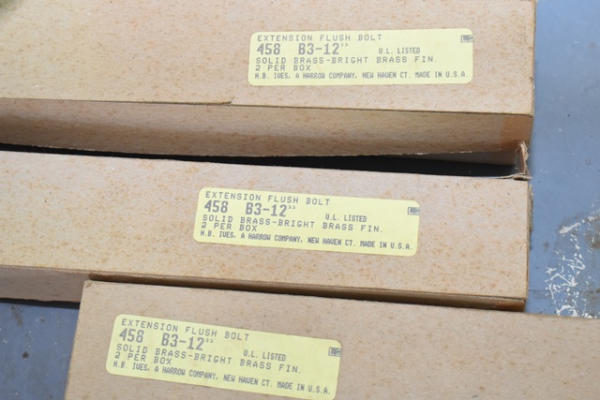 EXTENSION FLUSH BOLT
458 B3-12" U.L. LISTED
SOLID BRASS-BRIGHT BRASS FIN.
2 PER BOX
H.B. IVES, A HARROW COMPANY, NEW HAVEN CT. MADE IN U.S.A.
EXTENSION FLUSH BOLT
458 B3-12" U.L. LISTED
SOLID BRASS-BRIGHT BRASS FIN.
2 PER BOX
H.B. IVES, A HARROW COMPANY, NEW HAVEN CT. MADE IN U.S.A.
EXTENSION FLUSH BOLT
458 B3-12" U.L. LISTED
SOLID BRASS-BRIGHT BRASS FIN.
2 PER BOX
H.B. IVES, A HARROW COMPANY, NEW HAVEN CT. MADE IN U.S.A.